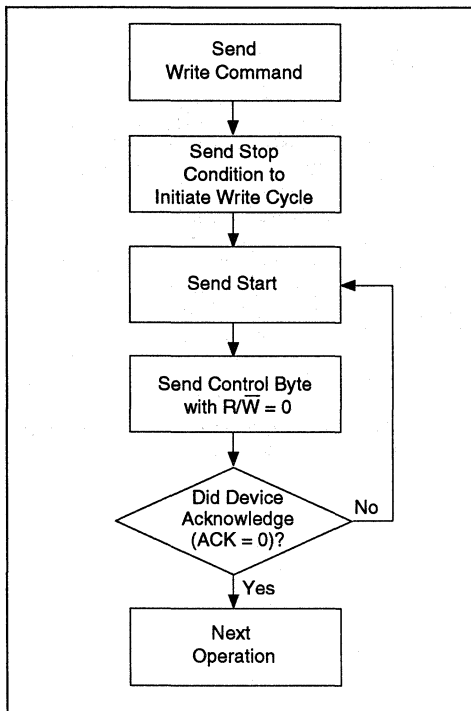 Send
Write Command
Send Stop
Condition to
Initiate Write Cycle
Send Start
Send Control Byte
with R/W̅ = 0
Did Device
Acknowledge
(ACK = 0)?
No
Yes
Next
Operation